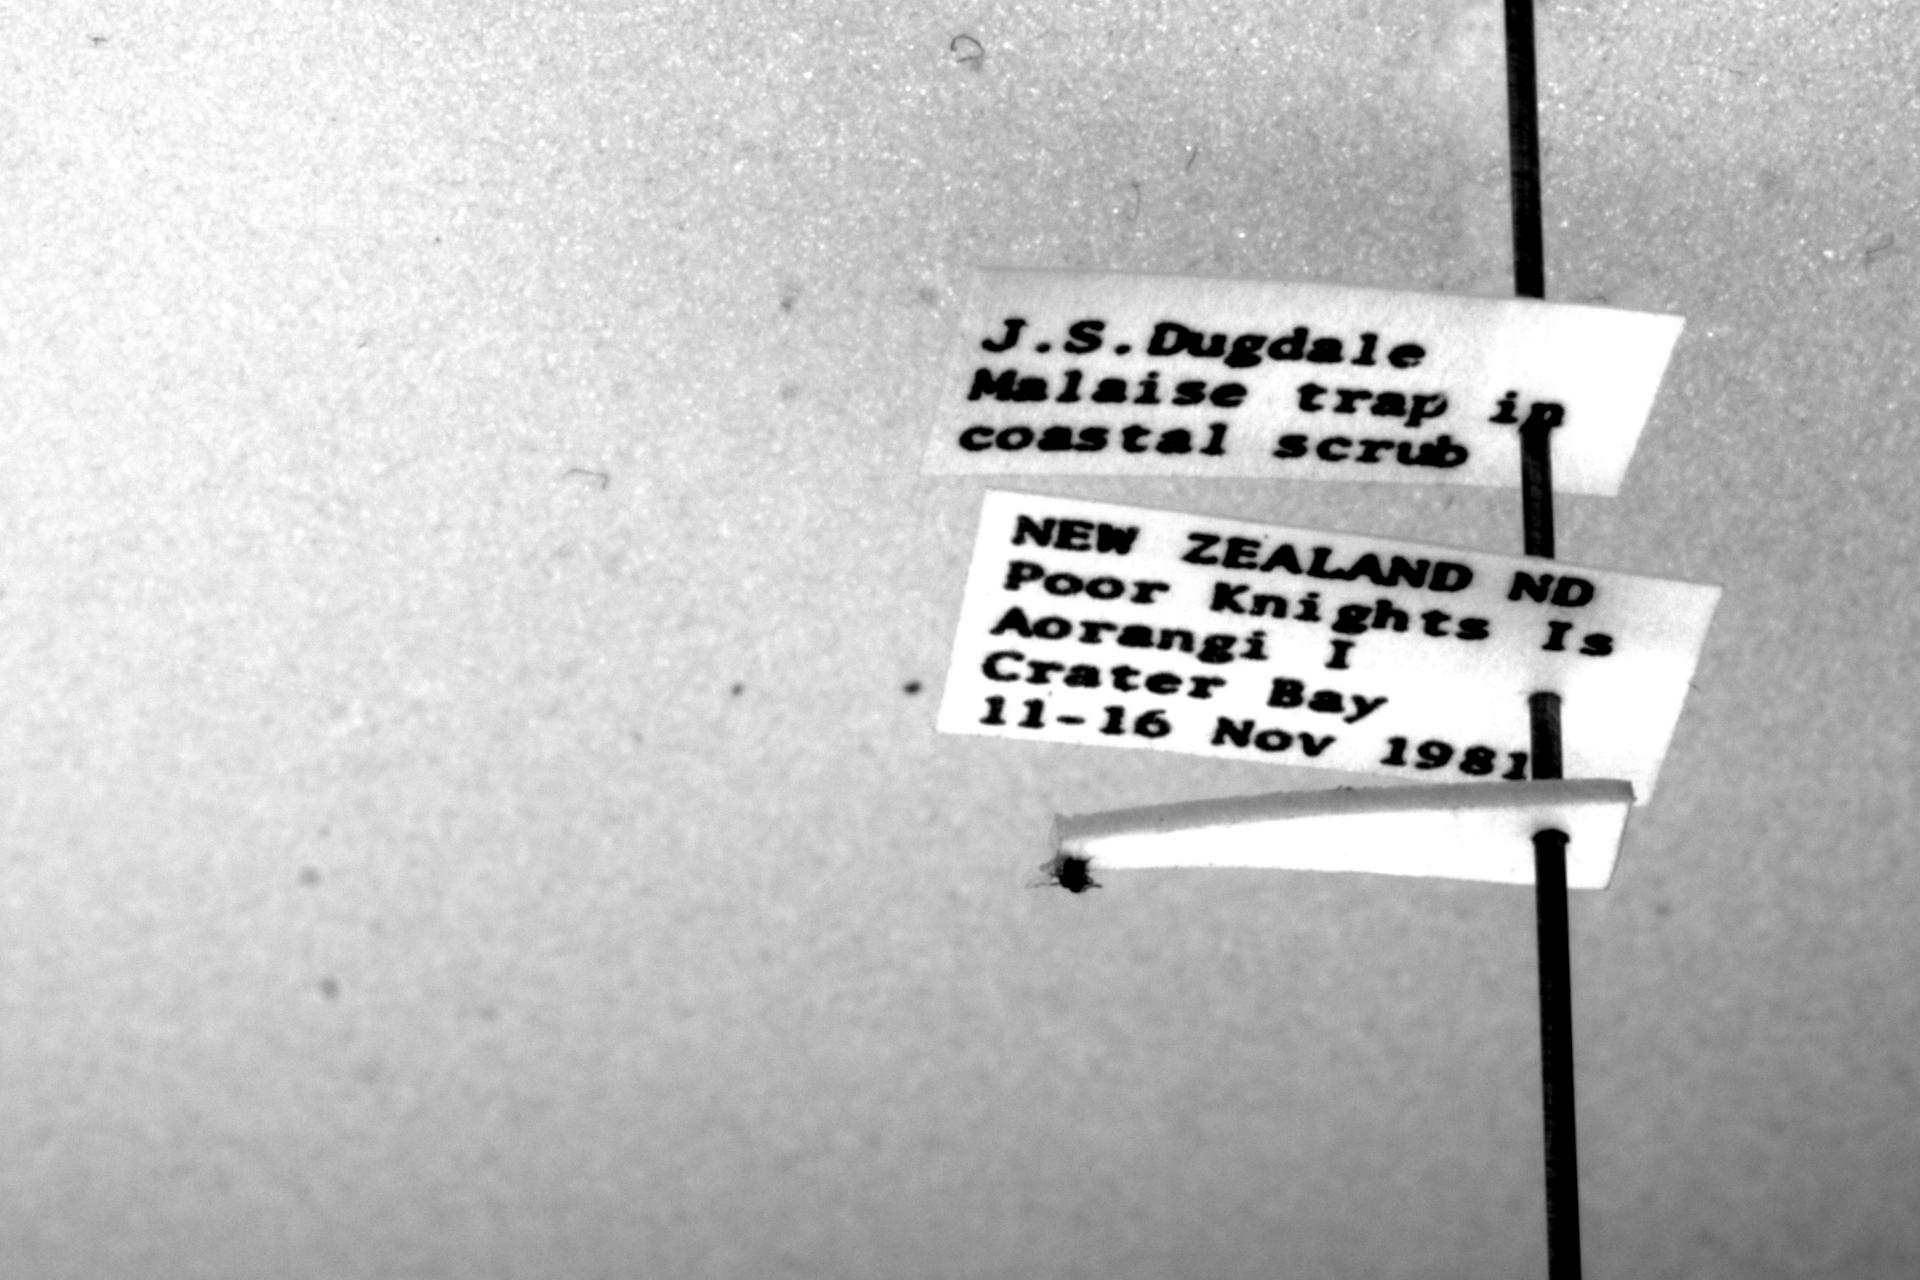 J.S.Dugdale
Malaise trap in
coastal scrub
NEW ZEALAND ND
Poor Knights Is
Aorangi I
Crater Bay
11-16 Nov 1981